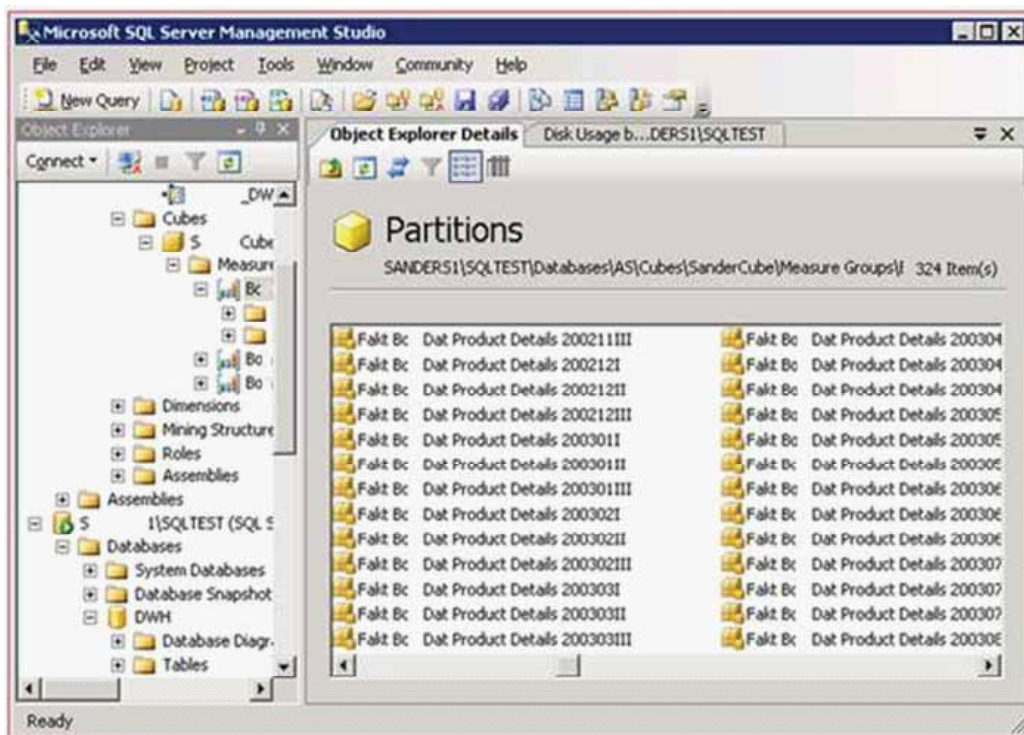 Microsoft SQL Server Management Studio
File Edit View Project Tools Window Community Help
New Query
Object Explorer
Connect
_DW
Cubes
S Cube
Measure
Bc
Bo
Bo
Dimensions
Mining Structure
Roles
Assemblies
Assemblies
S 1\SQLTEST (SQL S
Databases
System Databases
Database Snapshot
DWH
Database Diagr
Tables
Object Explorer Details Disk Usage b...DERS1\SQLTEST
Partitions
SANDERS1\SQLTEST\Databases\AS\Cubes\SanderCube\Measure Groups\ 324 Item(s)
Fakt Bc Dat Product Details 200211III
Fakt Bc Dat Product Details 200212I
Fakt Bc Dat Product Details 200212II
Fakt Bc Dat Product Details 200212III
Fakt Bc Dat Product Details 200301I
Fakt Bc Dat Product Details 200301II
Fakt Bc Dat Product Details 200301III
Fakt Bc Dat Product Details 200302I
Fakt Bc Dat Product Details 200302II
Fakt Bc Dat Product Details 200302III
Fakt Bc Dat Product Details 200303I
Fakt Bc Dat Product Details 200303II
Fakt Bc Dat Product Details 200303III
Fakt Bc Dat Product Details 200304
Fakt Bc Dat Product Details 200304
Fakt Bc Dat Product Details 200304
Fakt Bc Dat Product Details 200305
Fakt Bc Dat Product Details 200305
Fakt Bc Dat Product Details 200305
Fakt Bc Dat Product Details 200306
Fakt Bc Dat Product Details 200306
Fakt Bc Dat Product Details 200306
Fakt Bc Dat Product Details 200307
Fakt Bc Dat Product Details 200307
Fakt Bc Dat Product Details 200307
Fakt Bc Dat Product Details 200308
Ready